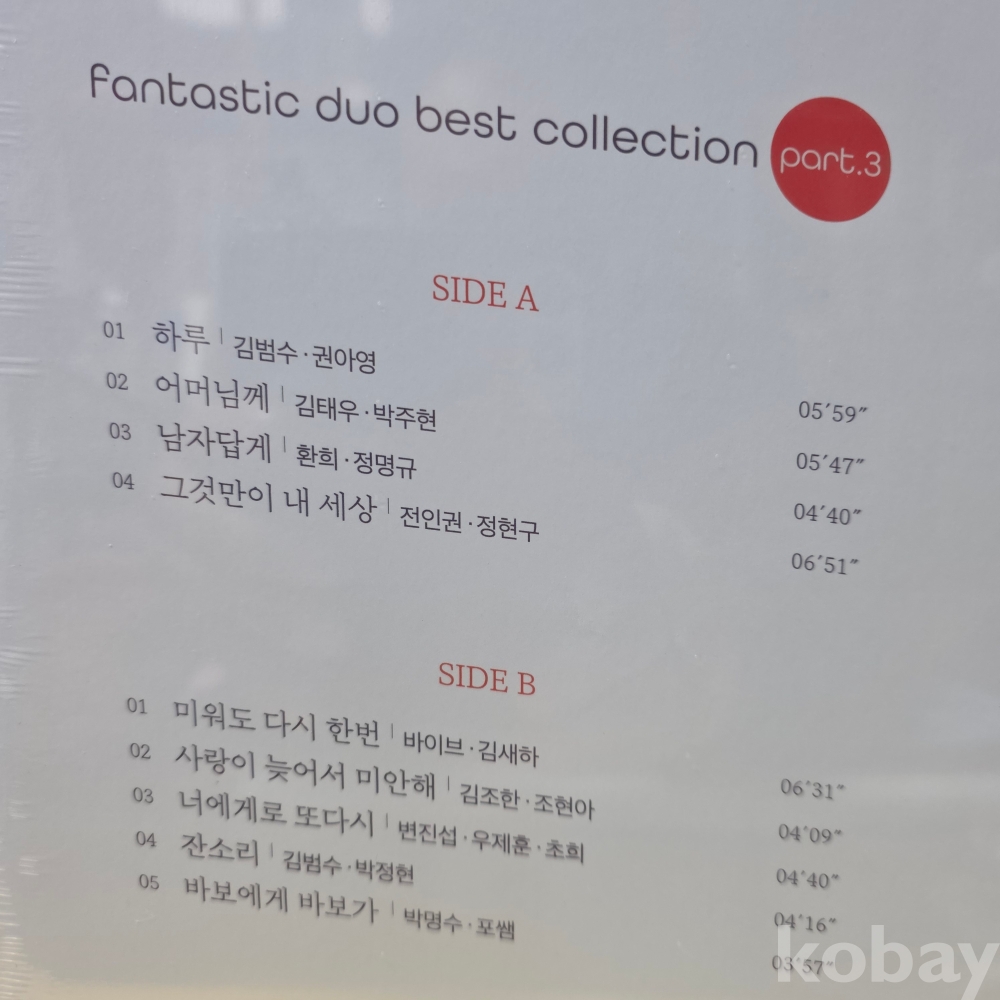 fantastic duo best collection part.3
SIDE A
01 하루 | 김범수·권아영 05′59″
02 어머님께 | 김태우·박주현 05′47″
03 남자답게 | 환희·정명규 04′40″
04 그것만이 내 세상 | 전인권·정현구 06′51″
SIDE B
01 미워도 다시 한번 | 바이브·김새하 06′31″
02 사랑이 늦어서 미안해 | 김조한·조현아 04′09″
03 너에게로 또다시 | 변진섭·우제훈·초희 04′40″
04 잔소리 | 김범수·박정현 04′16″
05 바보에게 바보가 | 박명수·포쌤 03′57″
kobay